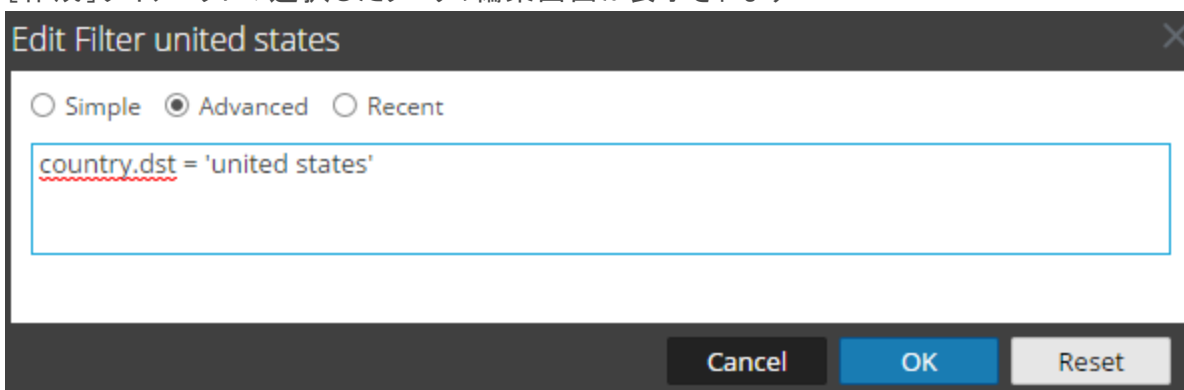 Edit Filter united states
Simple Advanced Recent
country.dst = 'united states'
Cancel OK Reset